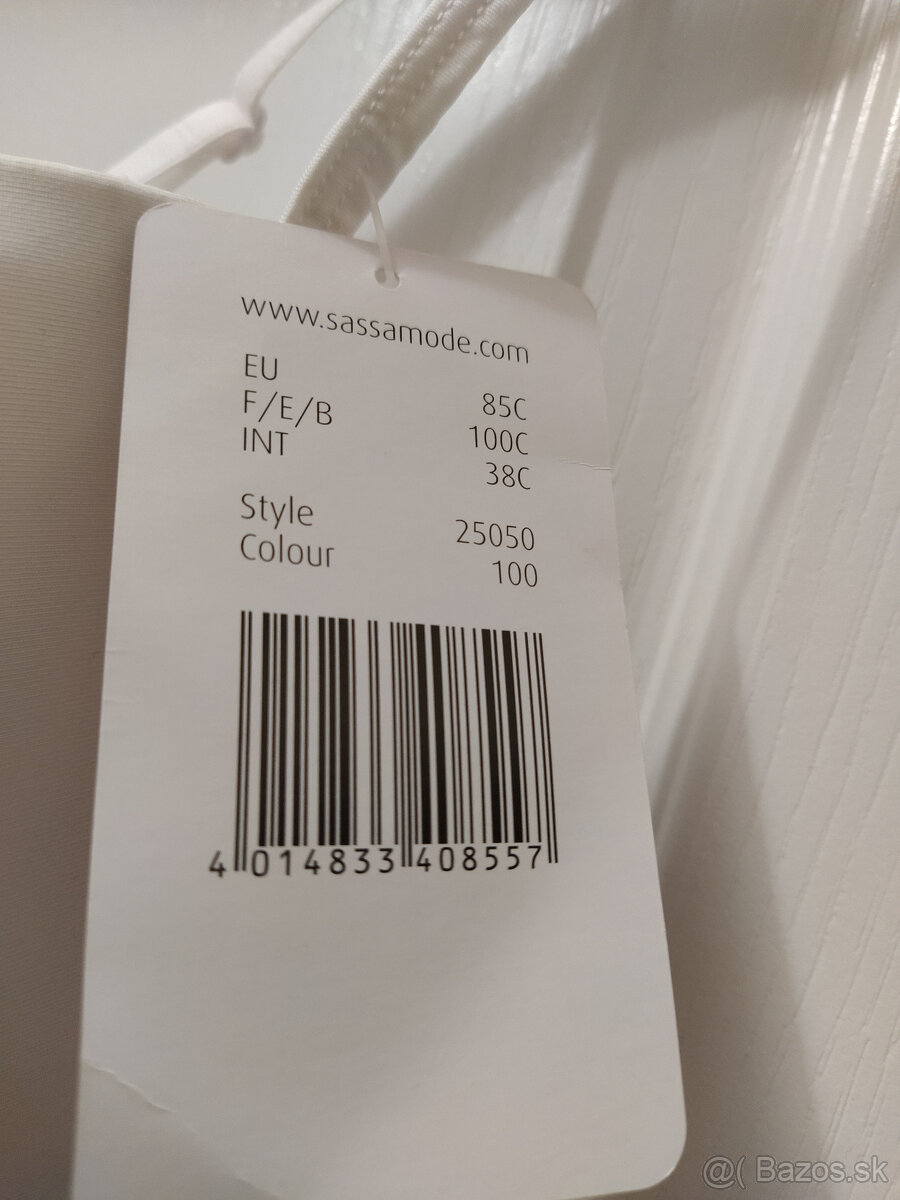 www.sassamode.com
EU 85C
F/E/B 100C
INT 38C
Style 25050
Colour 100
4 014833 408557
@( Bazos.sk